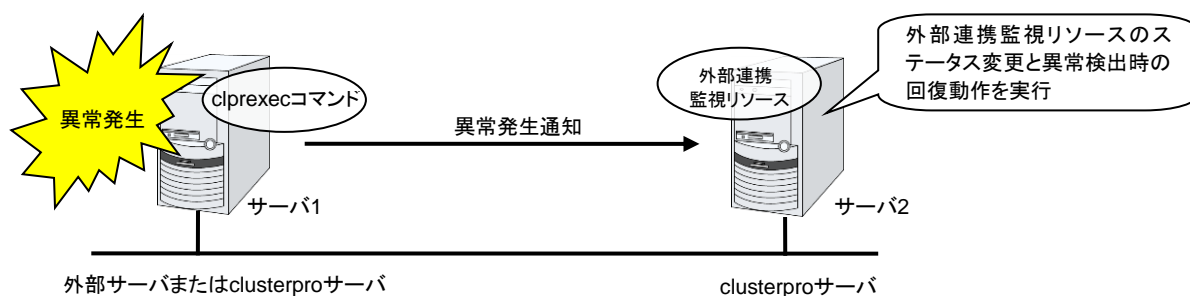 異常発生
clprexecコマンド
異常発生通知
外部連携
監視リソース
外部連携監視リソースのス
テータス変更と異常検出時の
回復動作を実行
サーバ1
サーバ2
外部サーバまたはclusterproサーバ
clusterproサーバ